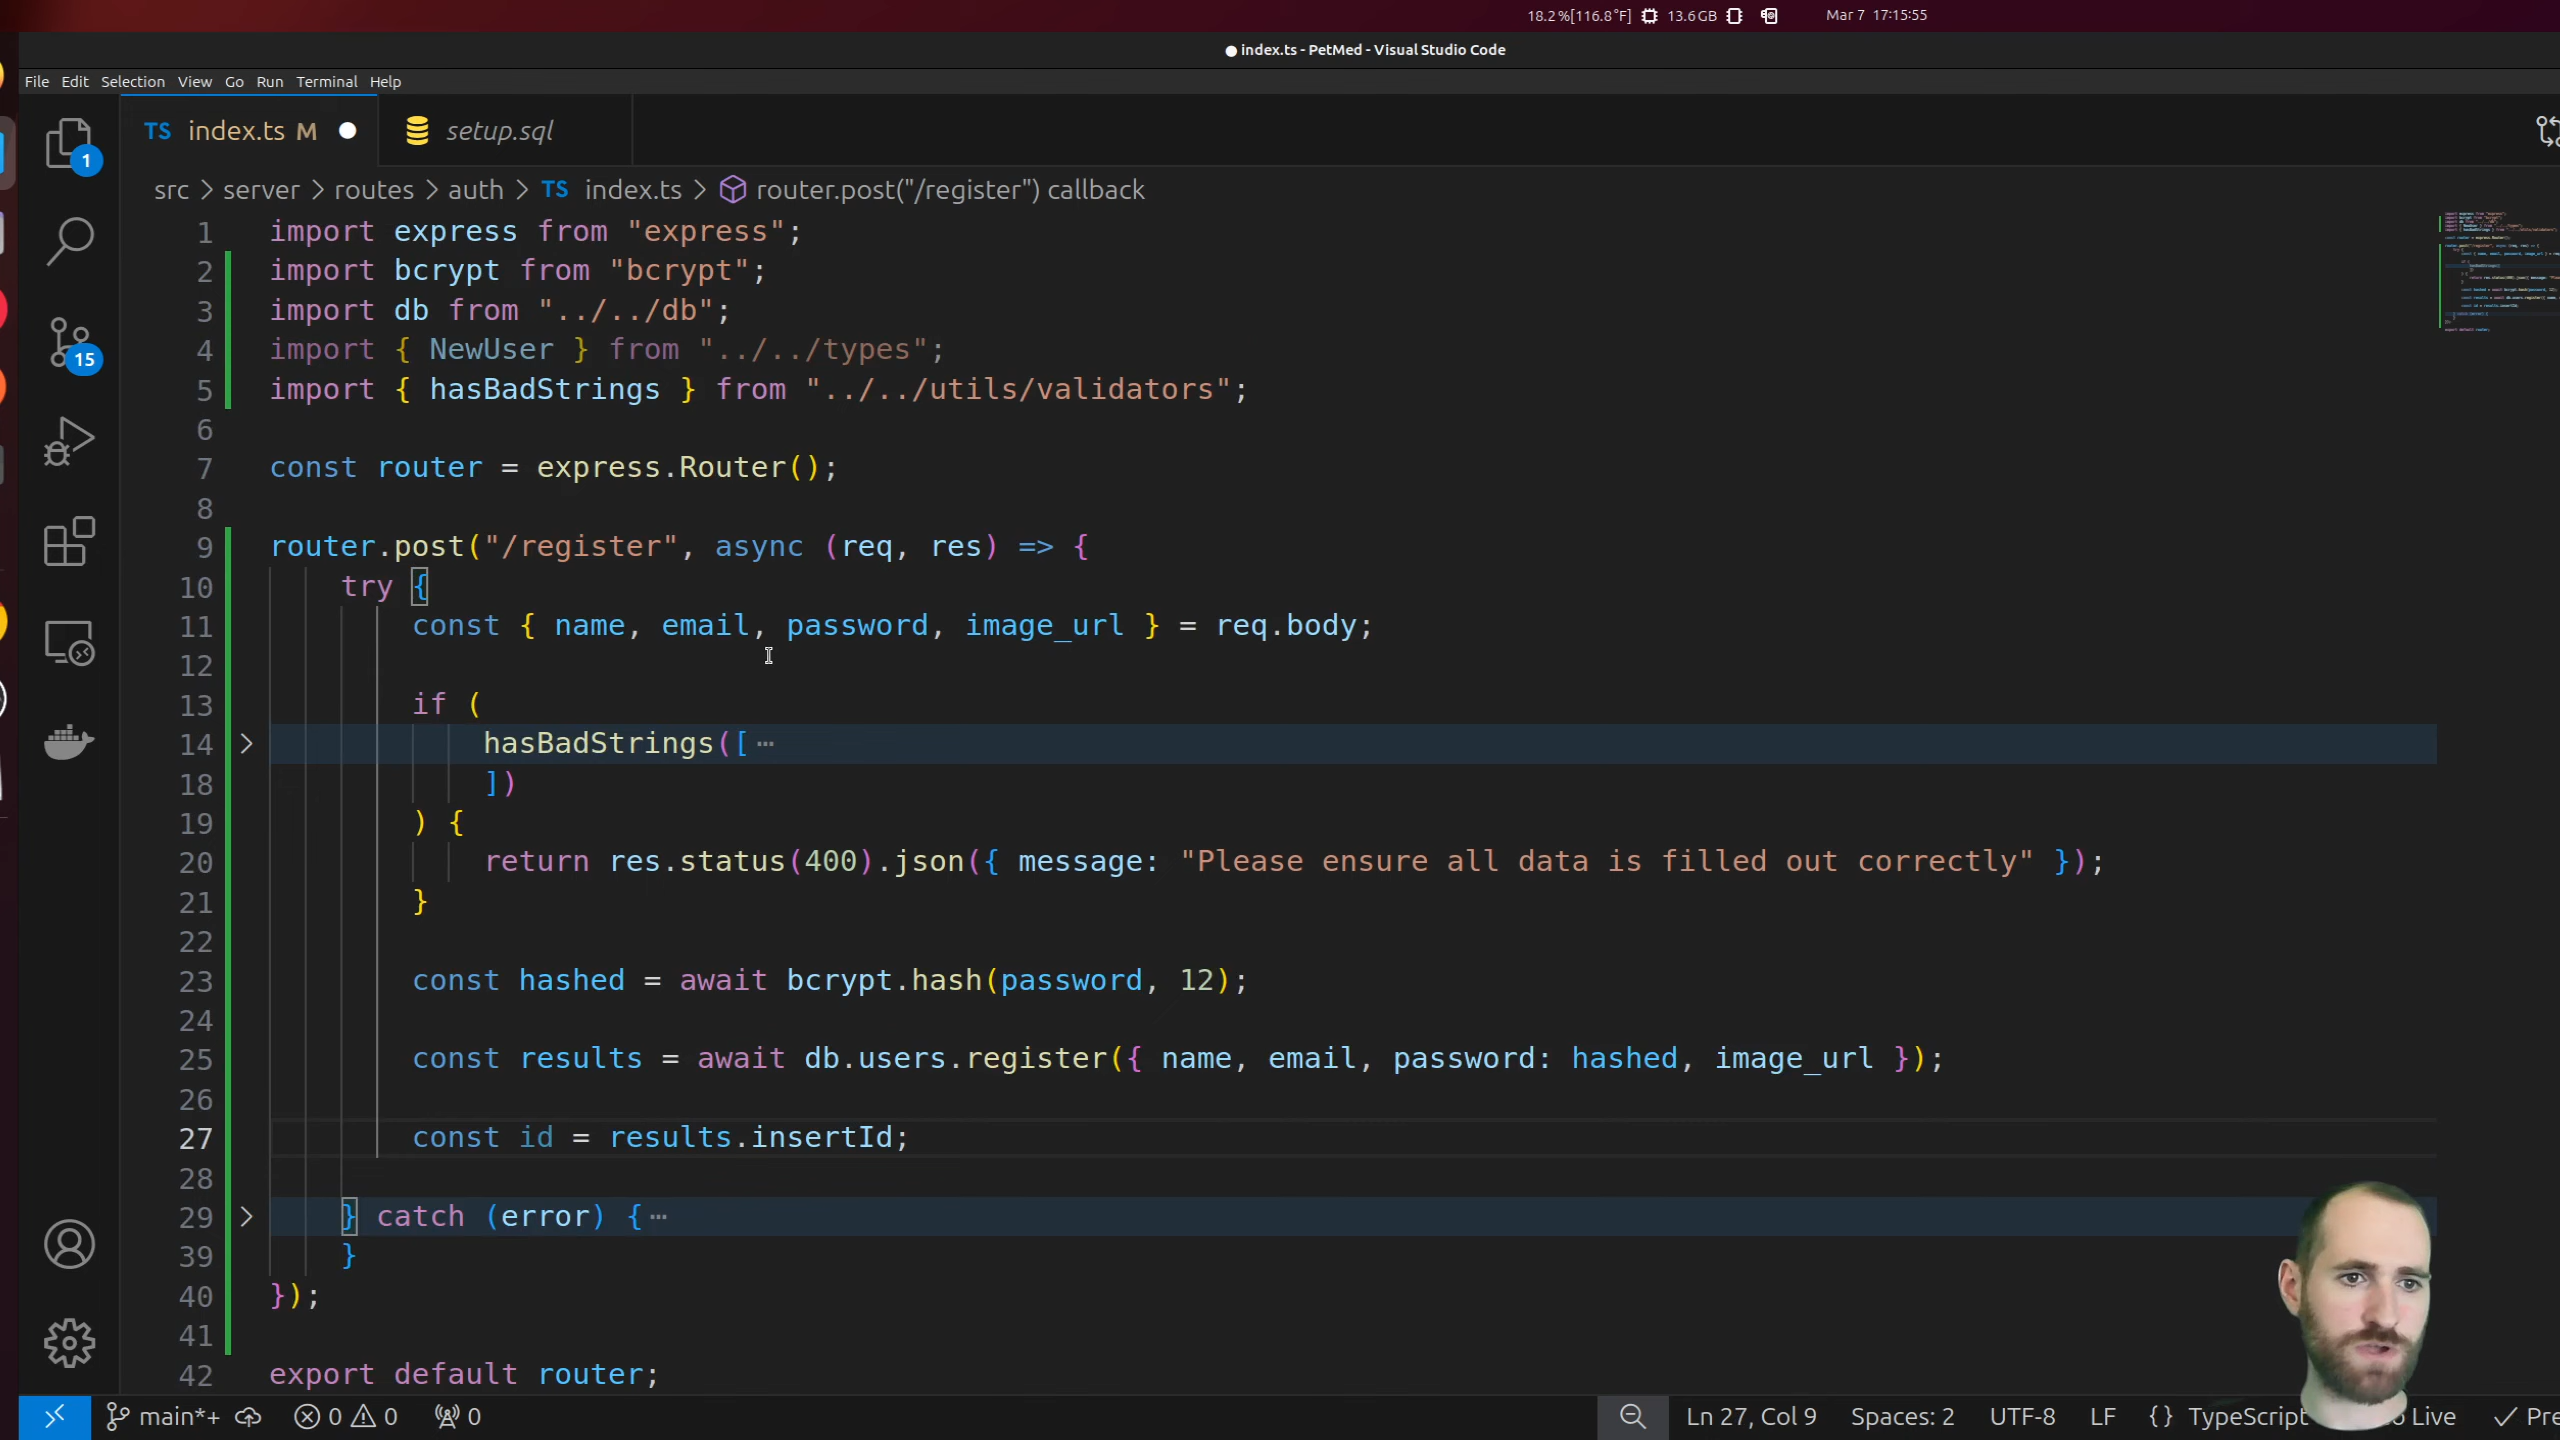 18.2%[116.8°F] 13.6GB Mar 7 17:15:55
● index.ts - PetMed - Visual Studio Code
File Edit Selection View Go Run Terminal Help
TS index.ts M ● setup.sql
src > server > routes > auth > TS index.ts > router.post("/register") callback
1 import express from "express";
2 import bcrypt from "bcrypt";
3 import db from "../../db";
4 import { NewUser } from "../../types";
5 import { hasBadStrings } from "../../utils/validators";
6
7 const router = express.Router();
8
9 router.post("/register", async (req, res) => {
10 try {
11 const { name, email, password, image_url } = req.body;
12
13 if (
14 hasBadStrings([ ⋯
18 ])
19 ) {
20 return res.status(400).json({ message: "Please ensure all data is filled out correctly" });
21 }
22
23 const hashed = await bcrypt.hash(password, 12);
24
25 const results = await db.users.register({ name, email, password: hashed, image_url });
26
27 const id = results.insertId;
28
29 } catch (error) { ⋯
39 }
40 });
41
42 export default router;
1
15
main*+ 0 0 0 Ln 27, Col 9 Spaces: 2 UTF-8 LF {} TypeScript Live